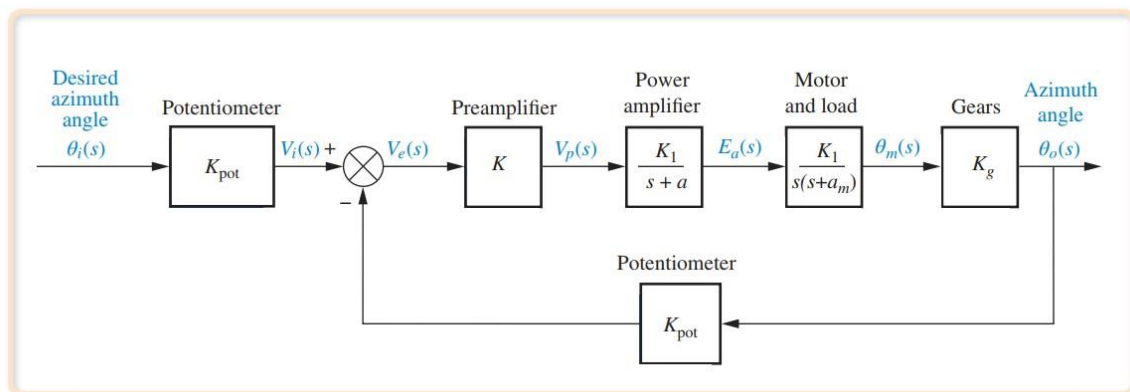 Desired
azimuth
angle
θi(s)
Potentiometer
Kpot
Vi(s) +
−
Ve(s)
Preamplifier
K
Vp(s)
Power
amplifier
K1
s + a
Ea(s)
Motor
and load
K1
s(s+am)
θm(s)
Gears
Kg
Azimuth
angle
θo(s)
Potentiometer
Kpot